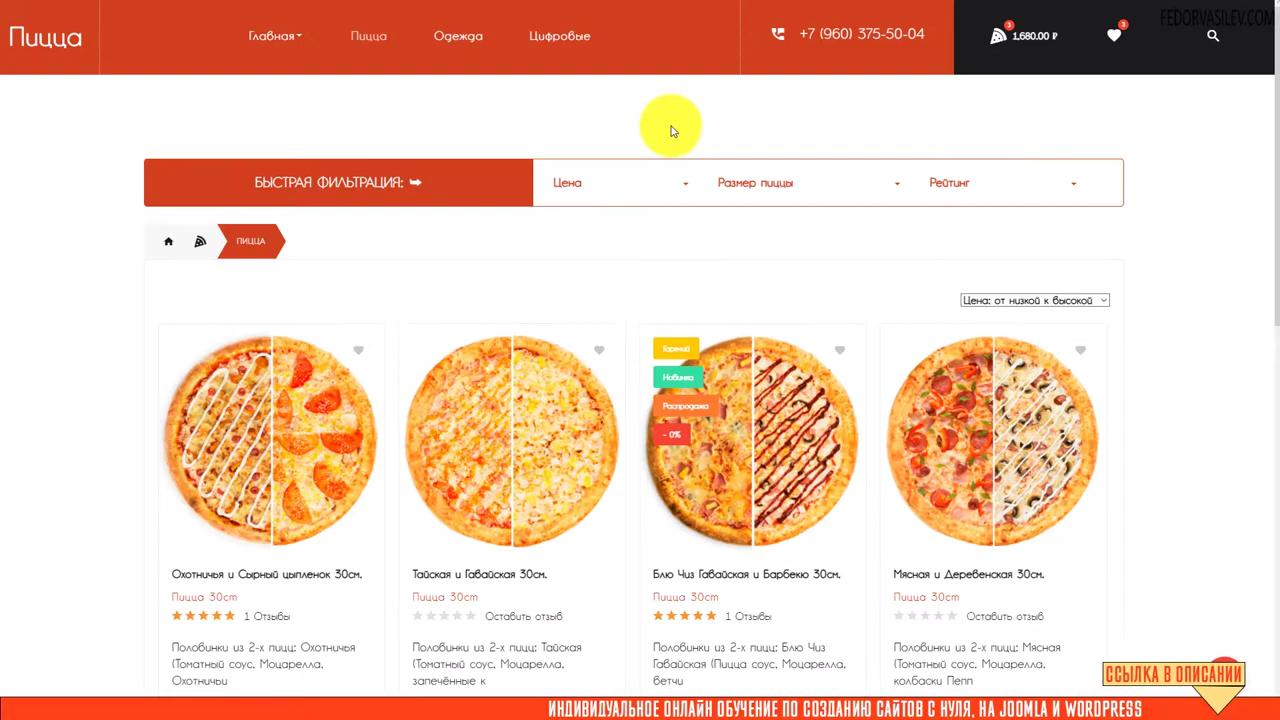 FEDORVASILEV.COM
Пицца
Главная
Пицца
Одежда
Цифровые
+7 (960) 375-50-04
3
1,680.00 ₽
3
БЫСТРАЯ ФИЛЬТРАЦИЯ:
Цена
Размер пиццы
Рейтинг
ПИЦЦА
Цена: от низкой к высокой
Горячий
Новинка
Распродажа
- 0%
Охотничья и Сырный цыпленок 30см.
Пицца 30cm
1 Отзывы
Половинки из 2-х пицц: Охотничья
(Томатный соус, Моцарелла,
Охотничьи
Тайская и Гавайская 30см.
Пицца 30cm
Оставить отзыв
Половинки из 2-х пицц: Тайская
(Томатный соус, Моцарелла,
запечённые к
Блю Чиз Гавайская и Барбекю 30см.
Пицца 30cm
1 Отзывы
Половинки из 2-х пицц: Блю Чиз
Гавайская (Пицца соус, Моцарелла,
ветчи
Мясная и Деревенская 30см.
Пицца 30cm
Оставить отзыв
Половинки из 2-х пицц: Мясная
(Томатный соус, Моцарелла,
колбаски Пепп
ССЫЛКА В ОПИСАНИИ
ИНДИВИДУАЛЬНОЕ ОНЛАЙН ОБУЧЕНИЕ ПО СОЗДАНИЮ САЙТОВ С НУЛЯ, НА JOOMLA И WORDPRESS